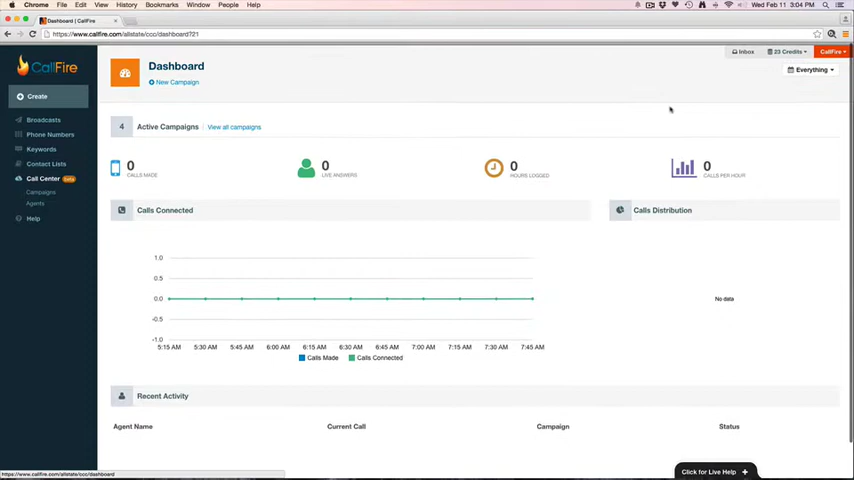 Chrome File Edit View History Bookmarks Window People Help
Wed Feb 11 3:04 PM
Dashboard | CallFire
https://www.callfire.com/allstate/ccc/dashboard?21
CallFire
Inbox 23 Credits CallFire
Dashboard
New Campaign
Everything
Create
Broadcasts
Phone Numbers
Keywords
Contact Lists
Call Center beta
Campaigns
Agents
Help
4 Active Campaigns View all campaigns
0 CALLS MADE
0 LIVE ANSWERS
0 HOURS LOGGED
0 CALLS PER HOUR
Calls Connected
Calls Distribution
1.0
0.5
0.0
-0.5
-1.0
5:15 AM 5:30 AM 5:45 AM 6:00 AM 6:15 AM 6:30 AM 6:45 AM 7:00 AM 7:15 AM 7:30 AM 7:45 AM
Calls Made Calls Connected
No data
Recent Activity
Agent Name Current Call Campaign Status
Click for Live Help +
https://www.callfire.com/allstate/ccc/dashboard